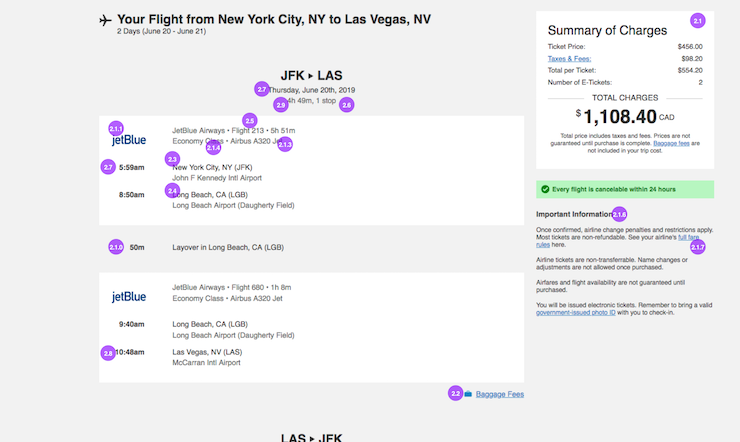 Your Flight from New York City, NY to Las Vegas, NV
2 Days (June 20 - June 21)
JFK ▸ LAS
2.7 Thursday, June 20th, 2019
2.9 4h 49m, 1 stop 2.6
2.5
2.1.1
jetBlue
JetBlue Airways • Flight 213 • 5h 51m
Economy Class • Airbus A320 Jet
2.1.4
2.1.3
2.3
2.7 5:59am New York City, NY (JFK)
John F Kennedy Intl Airport
2.4
8:50am Long Beach, CA (LGB)
Long Beach Airport (Daugherty Field)
2.1.0 50m Layover in Long Beach, CA (LGB)
jetBlue
JetBlue Airways • Flight 680 • 1h 8m
Economy Class • Airbus A320 Jet
9:40am Long Beach, CA (LGB)
Long Beach Airport (Daugherty Field)
2.8 10:48am Las Vegas, NV (LAS)
McCarran Intl Airport
2.2 Baggage Fees
LAS ▸ JFK
2.1
Summary of Charges
Ticket Price: $456.00
Taxes & Fees: $98.20
Total per Ticket: $554.20
Number of E-Tickets: 2
TOTAL CHARGES
$1,108.40 CAD
Total price includes taxes and fees. Prices are not
guaranteed until purchase is complete. Baggage fees are
not included in your trip cost.
Every flight is cancelable within 24 hours
Important Information 2.1.6
Once confirmed, airline change penalties and restrictions apply.
Most tickets are non-refundable. See your airline's full fare
rules here.
2.1.7
Airline tickets are non-transferrable. Name changes or
adjustments are not allowed once purchased.
Airfares and flight availability are not guaranteed until
purchased.
You will be issued electronic tickets. Remember to bring a valid
government-issued photo ID with you to check-in.